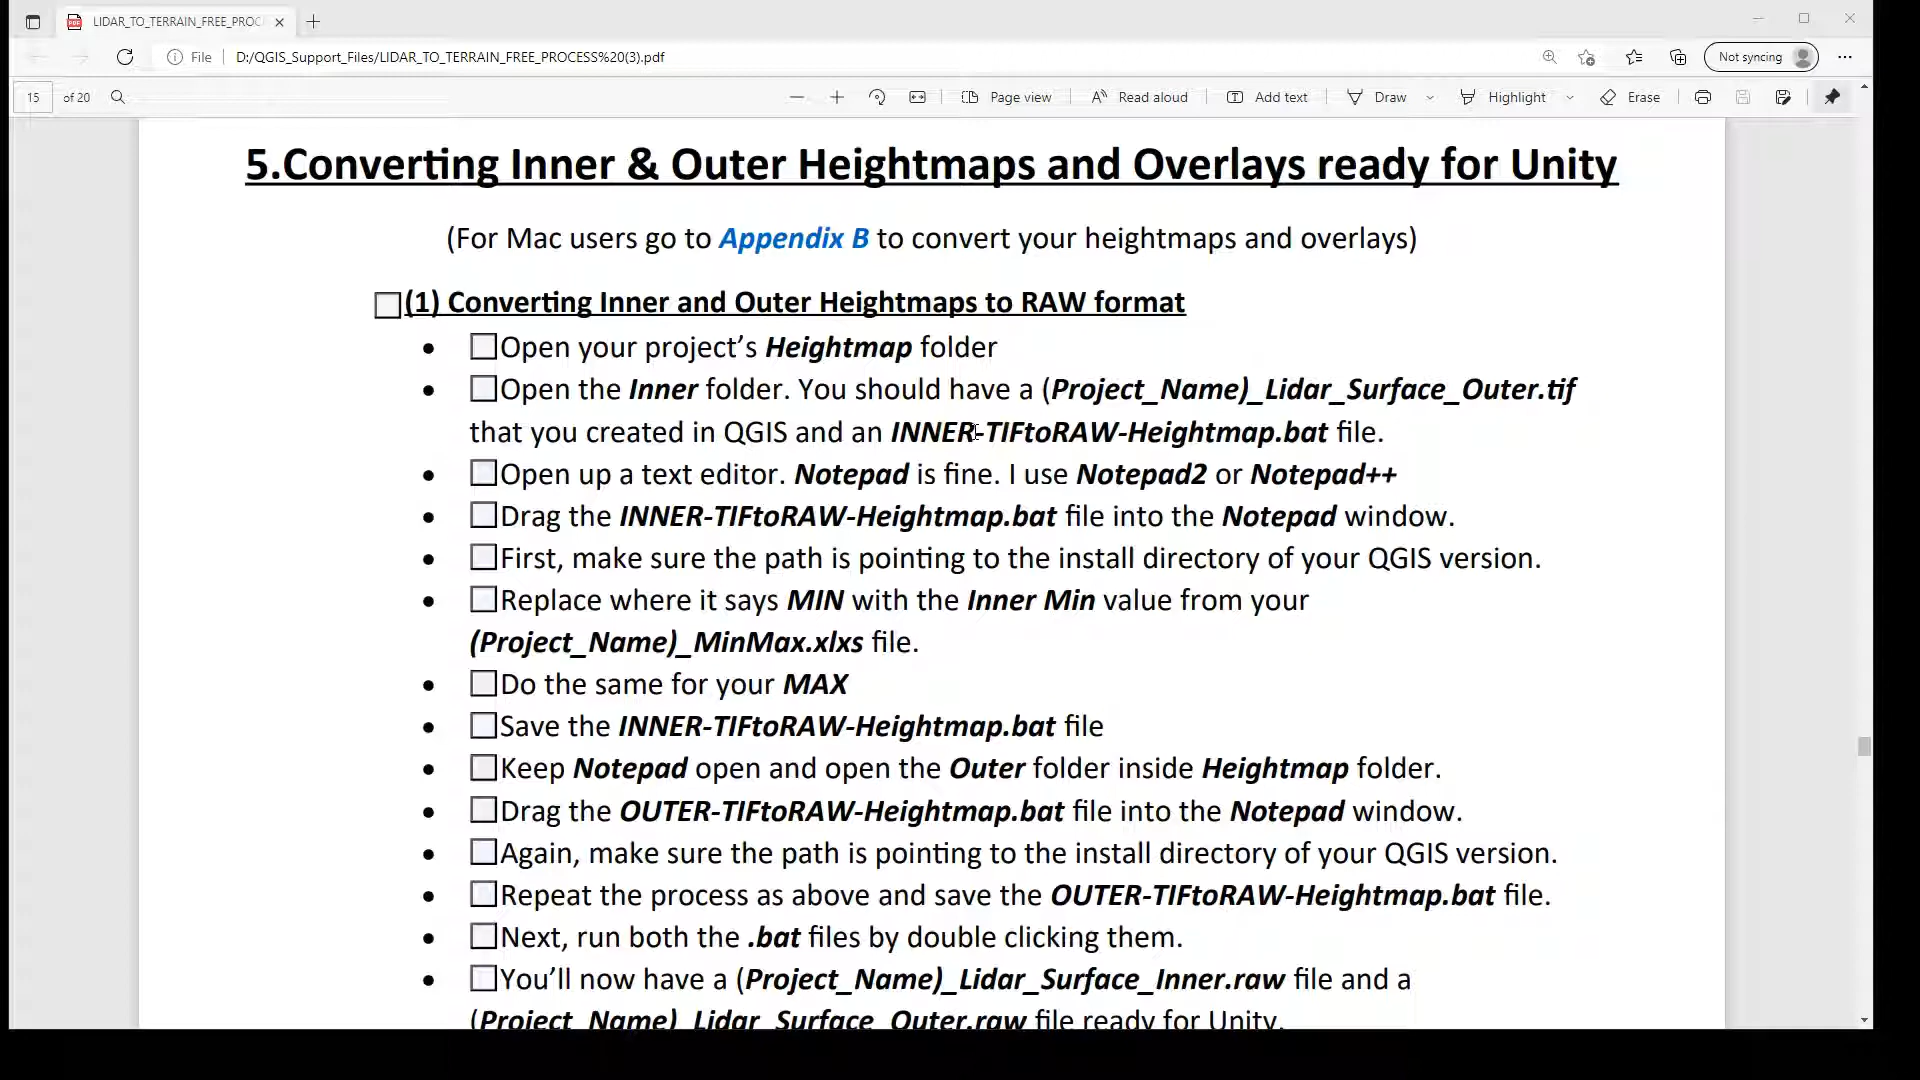 LIDAR_TO_TERRAIN_FREE_PROC
File
D:/QGIS_Support_Files/LIDAR_TO_TERRAIN_FREE_PROCESS%20(3).pdf
Not syncing
15 of 20
Page view
Read aloud
Add text
Draw
Highlight
Erase
5.Converting Inner & Outer Heightmaps and Overlays ready for Unity
(For Mac users go to Appendix B to convert your heightmaps and overlays)
(1) Converting Inner and Outer Heightmaps to RAW format
• Open your project’s Heightmap folder
• Open the Inner folder. You should have a (Project_Name)_Lidar_Surface_Outer.tif
that you created in QGIS and an INNER-TIFtoRAW-Heightmap.bat file.
• Open up a text editor. Notepad is fine. I use Notepad2 or Notepad++
• Drag the INNER-TIFtoRAW-Heightmap.bat file into the Notepad window.
• First, make sure the path is pointing to the install directory of your QGIS version.
• Replace where it says MIN with the Inner Min value from your
(Project_Name)_MinMax.xlxs file.
• Do the same for your MAX
• Save the INNER-TIFtoRAW-Heightmap.bat file
• Keep Notepad open and open the Outer folder inside Heightmap folder.
• Drag the OUTER-TIFtoRAW-Heightmap.bat file into the Notepad window.
• Again, make sure the path is pointing to the install directory of your QGIS version.
• Repeat the process as above and save the OUTER-TIFtoRAW-Heightmap.bat file.
• Next, run both the .bat files by double clicking them.
• You’ll now have a (Project_Name)_Lidar_Surface_Inner.raw file and a
(Project_Name)_Lidar_Surface_Outer.raw file ready for Unity.